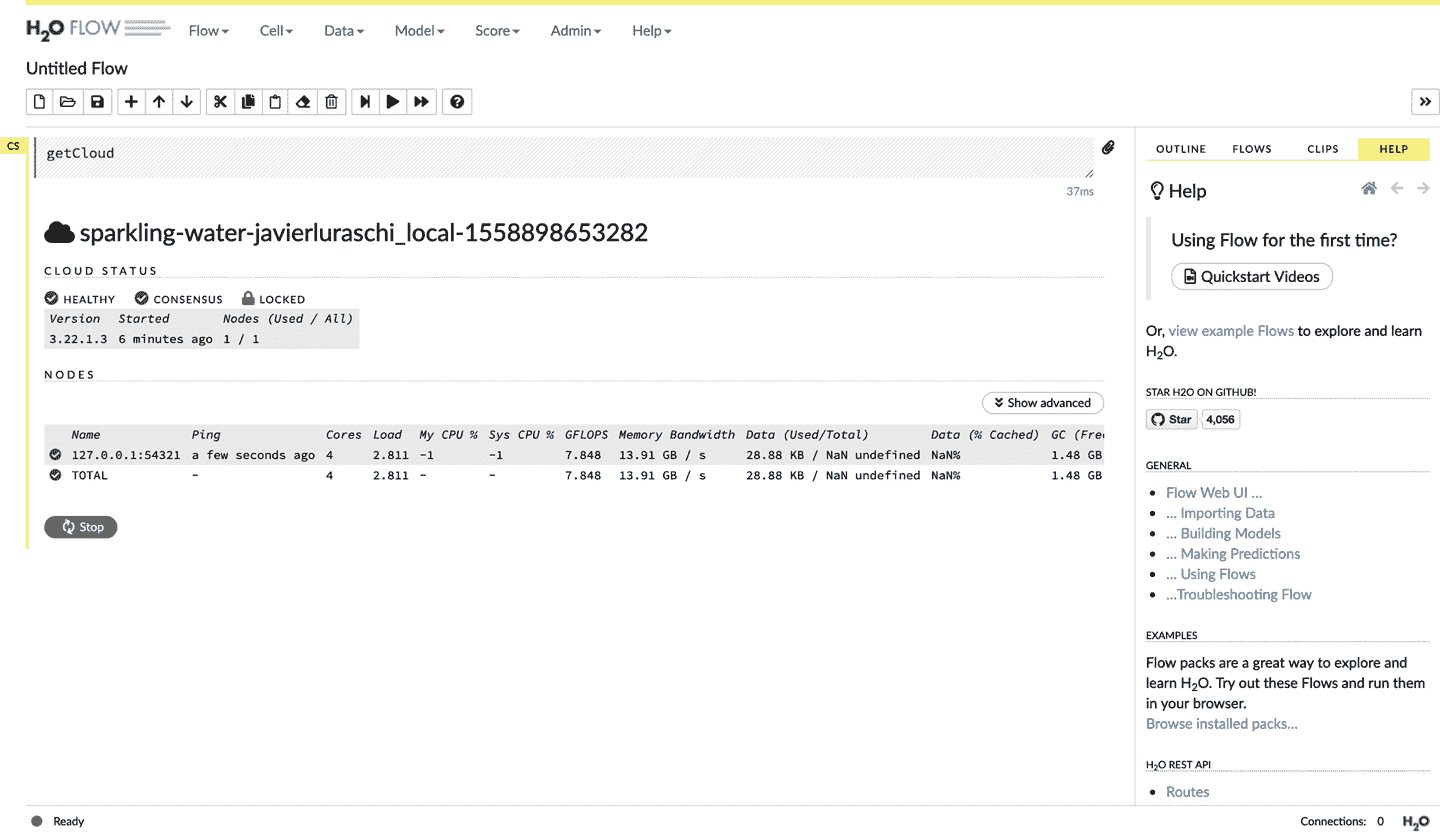 H2O FLOW Flow Cell Data Model Score Admin Help
Untitled Flow
CS
getCloud
37ms
sparkling-water-javierluraschi_local-1558898653282
CLOUD STATUS
HEALTHY CONSENSUS LOCKED
Version Started Nodes (Used / All)
3.22.1.3 6 minutes ago 1 / 1
NODES
Show advanced
Name Ping Cores Load My CPU % Sys CPU % GFLOPS Memory Bandwidth Data (Used/Total) Data (% Cached) GC (Free
127.0.0.1:54321 a few seconds ago 4 2.811 -1 -1 7.848 13.91 GB / s 28.88 KB / NaN undefined NaN% 1.48 GB
TOTAL - 4 2.811 - - 7.848 13.91 GB / s 28.88 KB / NaN undefined NaN% 1.48 GB
Stop
OUTLINE FLOWS CLIPS HELP
Help
Using Flow for the first time?
Quickstart Videos
Or, view example Flows to explore and learn
H2O.
STAR H2O ON GITHUB!
Star 4,056
GENERAL
Flow Web UI ...
... Importing Data
... Building Models
... Making Predictions
... Using Flows
...Troubleshooting Flow
EXAMPLES
Flow packs are a great way to explore and
learn H2O. Try out these Flows and run them
in your browser.
Browse installed packs...
H2O REST API
Routes
Ready
Connections: 0 H2O